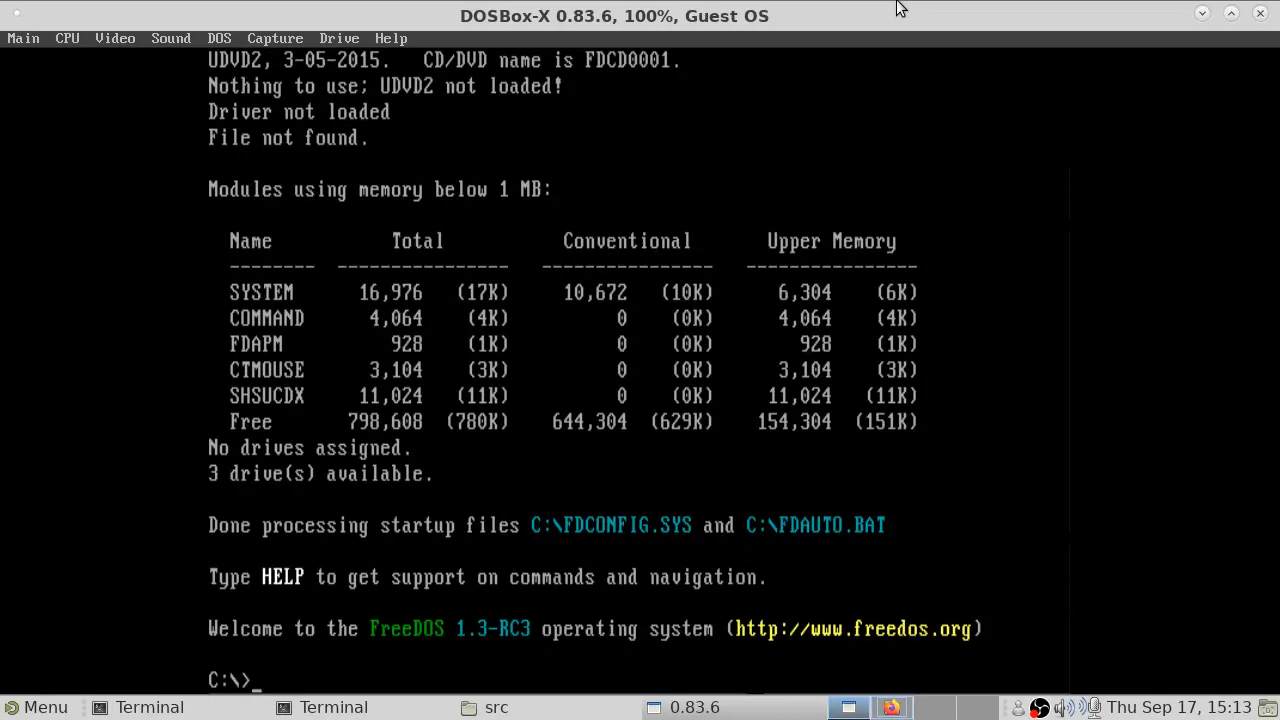 DOSBox-X 0.83.6, 100%, Guest OS
Main CPU Video Sound DOS Capture Drive Help
UDVD2, 3-05-2015.   CD/DVD name is FDCD0001.
Nothing to use; UDVD2 not loaded!
Driver not loaded
File not found.
Modules using memory below 1 MB:
Name Total Conventional Upper Memory
-------- ---------------- ---------------- ----------------
SYSTEM 16,976 (17K) 10,672 (10K) 6,304 (6K)
COMMAND 4,064 (4K) 0 (0K) 4,064 (4K)
FDAPM 928 (1K) 0 (0K) 928 (1K)
CTMOUSE 3,104 (3K) 0 (0K) 3,104 (3K)
SHSUCDX 11,024 (11K) 0 (0K) 11,024 (11K)
Free 798,608 (780K) 644,304 (629K) 154,304 (151K)
No drives assigned.
3 drive(s) available.
Done processing startup files C:\FDCONFIG.SYS and C:\FDAUTO.BAT
Type HELP to get support on commands and navigation.
Welcome to the FreeDOS 1.3-RC3 operating system (http://www.freedos.org)
C:\>_
Menu Terminal Terminal src 0.83.6 Thu Sep 17, 15:13